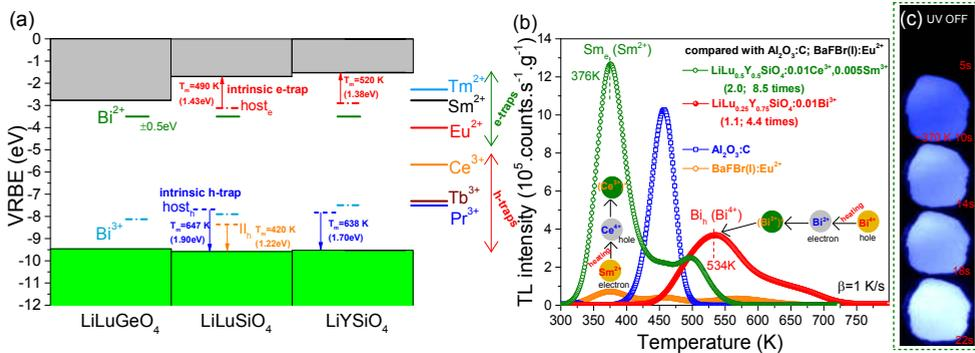 (a)
VRBE (eV)
0
-1
-2
-3
-4
-5
-6
-7
-8
-9
-10
-11
-12
Bi²⁺
±0.5eV
Bi³⁺
Tₘ=490 K
(1.43eV)
intrinsic e-trap
hostₑ
Tₘ=520 K
(1.38eV)
intrinsic h-trap
hostₕ
Tₘ=647 K
(1.90eV)
IIₕ
Tₘ=420 K
(1.22eV)
Tₘ=638 K
(1.70eV)
LiLuGeO₄
LiLuSiO₄
LiYSiO₄
Tm²⁺
Sm²⁺
Eu²⁺
Ce³⁺
Tb³⁺
Pr³⁺
e-traps
h-traps
(b)
TL intensity (10⁵.counts.s⁻¹.g⁻¹)
14
12
10
8
6
4
2
0
Smₑ (Sm²⁺)
376K
compared with Al₂O₃:C; BaFBr(I):Eu²⁺
LiLu₀.₅Y₀.₅SiO₄:0.01Ce³⁺,0.005Sm³⁺
(2.0; 8.5 times)
LiLu₀.₂₅Y₀.₇₅SiO₄:0.01Bi³⁺
(1.1; 4.4 times)
Al₂O₃:C
BaFBr(I):Eu²⁺
Ce⁴⁺
hole
heating
Sm²⁺
electron
Biₕ (Bi⁴⁺)
534K
Bi²⁺
electron
heating
Bi⁴⁺
hole
β=1 K/s
300 350 400 450 500 550 600 650 700 750
Temperature (K)
(c)
UV OFF
5s
370 K 10s
14s
18s
22s